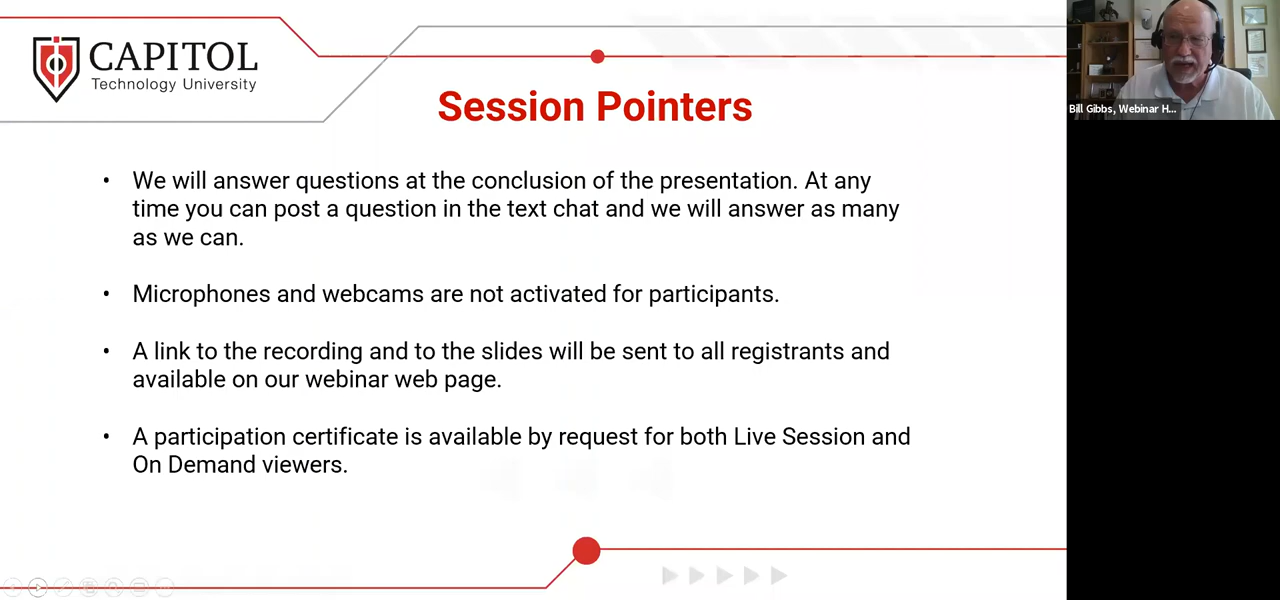 CAPITOL
Technology University
Session Pointers
• We will answer questions at the conclusion of the presentation. At any
time you can post a question in the text chat and we will answer as many
as we can.
• Microphones and webcams are not activated for participants.
• A link to the recording and to the slides will be sent to all registrants and
available on our webinar web page.
• A participation certificate is available by request for both Live Session and
On Demand viewers.
Bill Gibbs, Webinar H...